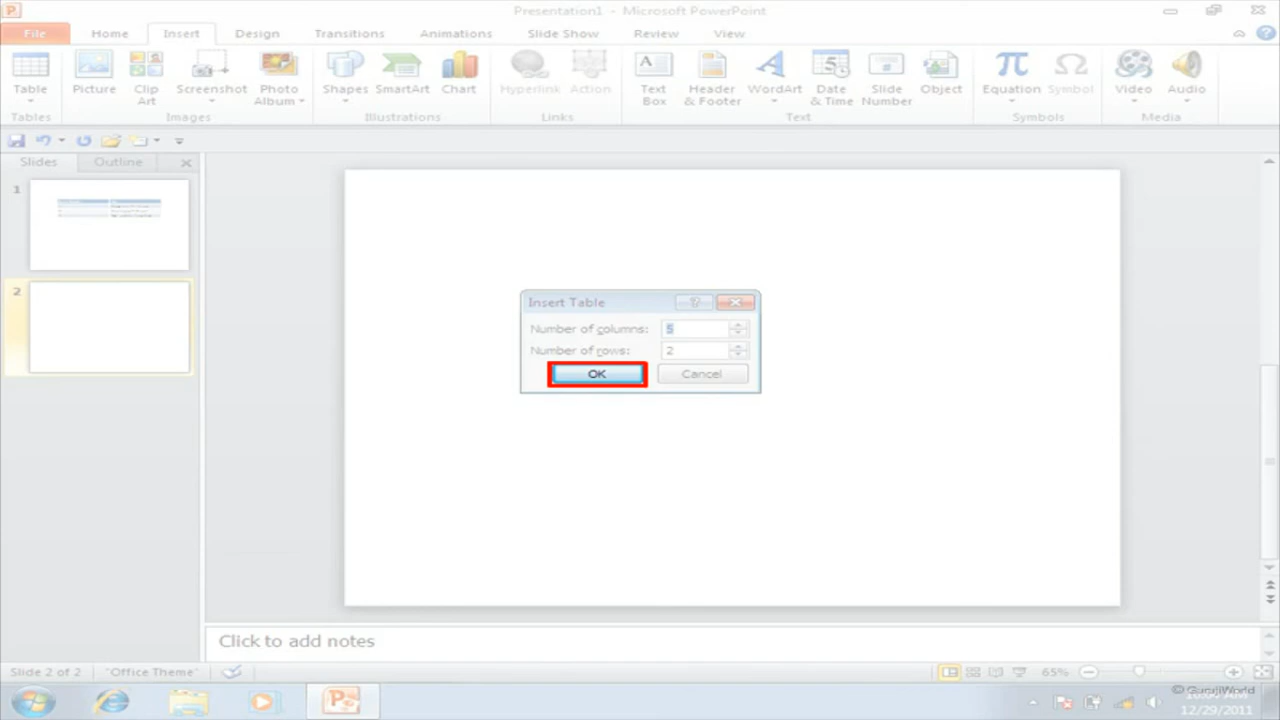 Presentation1 - Microsoft PowerPoint
File Home Insert Design Transitions Animations Slide Show Review View
Table Picture Clip Art Screenshot Photo Album Shapes SmartArt Chart Hyperlink Action Text Box Header & Footer WordArt Date & Time Slide Number Object Equation Symbol Video Audio
Tables Images Illustrations Links Text Symbols Media
Slides Outline
1
2
Insert Table
Number of columns: 5
Number of rows: 2
OK Cancel
Click to add notes
Slide 2 of 2 "Office Theme" 65%
© GurujiWorld
12/29/2011